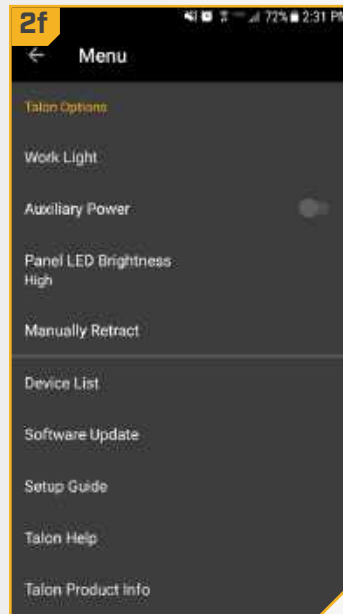 2f
72% 2:31 PM
← Menu
Talon Options
Work Light
Auxiliary Power
Panel LED Brightness
High
Manually Retract
Device List
Software Update
Setup Guide
Talon Help
Talon Product Info